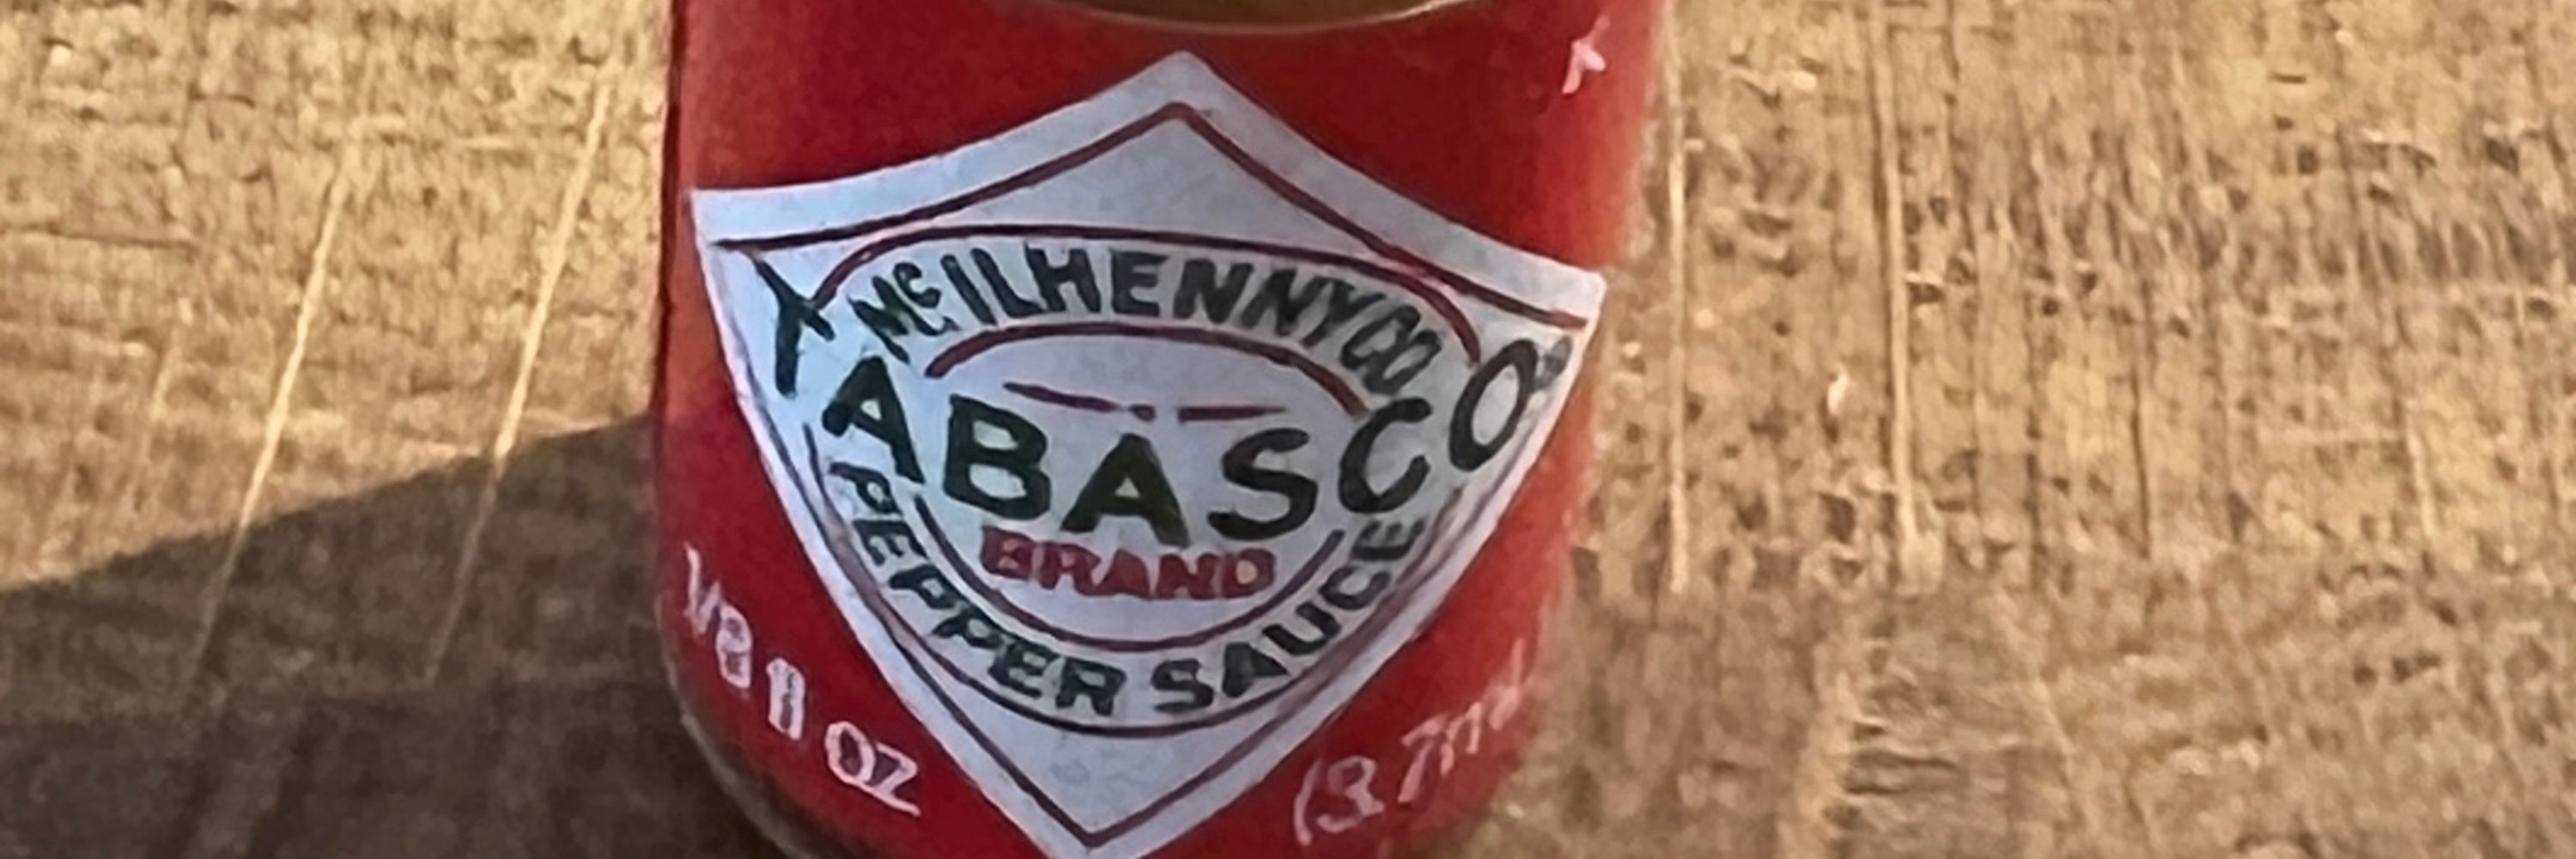 McILHENNY CO
TABASCO®
BRAND
PEPPER SAUCE
1/8 fl oz
(3.7ml